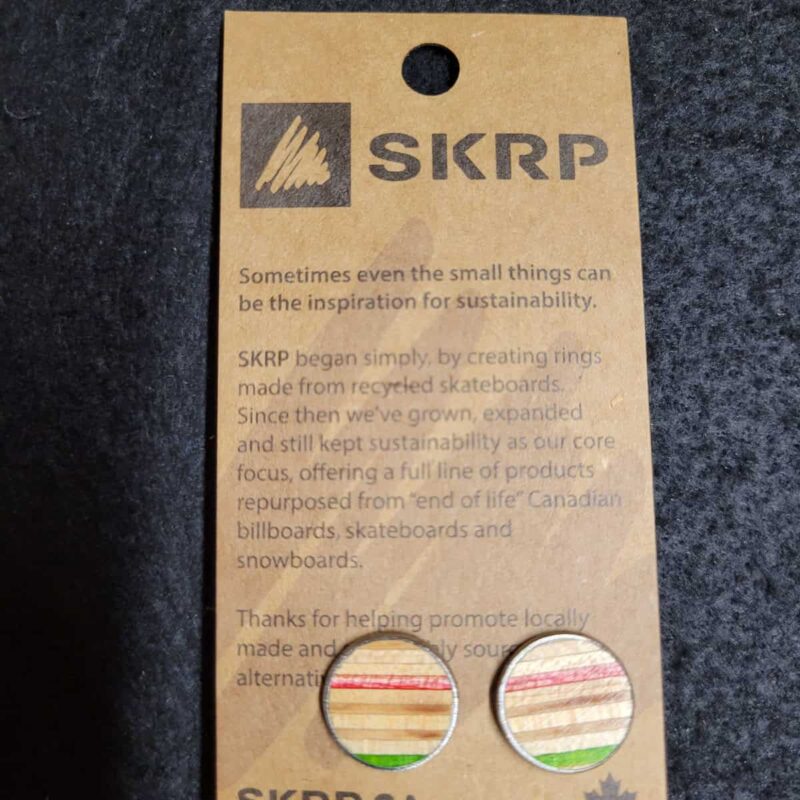 SKRP
Sometimes even the small things can
be the inspiration for sustainability.
SKRP began simply, by creating rings
made from recycled skateboards.
Since then we've grown, expanded
and still kept sustainability as our core
focus, offering a full line of products
repurposed from "end of life" Canadian
billboards, skateboards and
snowboards.
Thanks for helping promote locally
made and